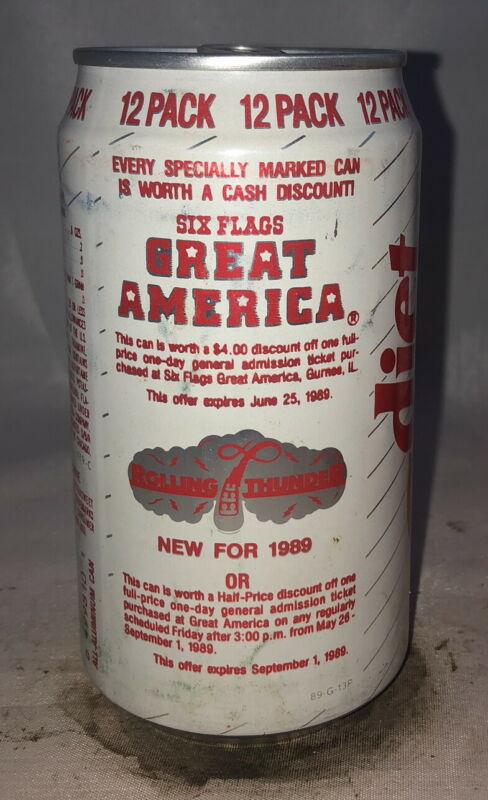 PACK 12 PACK 12 PACK 12 PACK
EVERY SPECIALLY MARKED CAN
IS WORTH A CASH DISCOUNT!
SIX FLAGS
GREAT
AMERICA®
This can is worth a $4.00 discount off one full-
price one-day general admission ticket pur-
chased at Six Flags Great America, Gurnee, IL.
This offer expires June 25, 1989.
diet
ROLLING THUNDER
NEW FOR 1989
OR
This can is worth a Half-Price discount off one
full-price one-day general admission ticket
purchased at Great America on any regularly
scheduled Friday after 3:00 p.m. from May 26 -
September 1, 1989.
This offer expires September 1, 1989.
ALL-ALUMINUM CAN